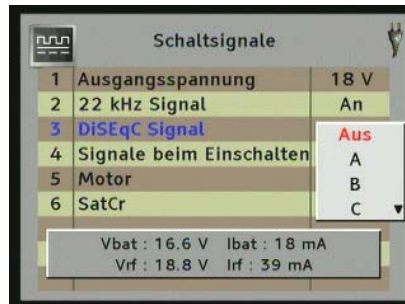 Schaltsignale
1 Ausgangsspannung 18 V
2 22 kHz Signal An
3 DiSEqC Signal Aus
4 Signale beim Einschalten A
5 Motor B
6 SatCr C
Vbat : 16.6 V Ibat : 18 mA
Vrf : 18.8 V Irf : 39 mA